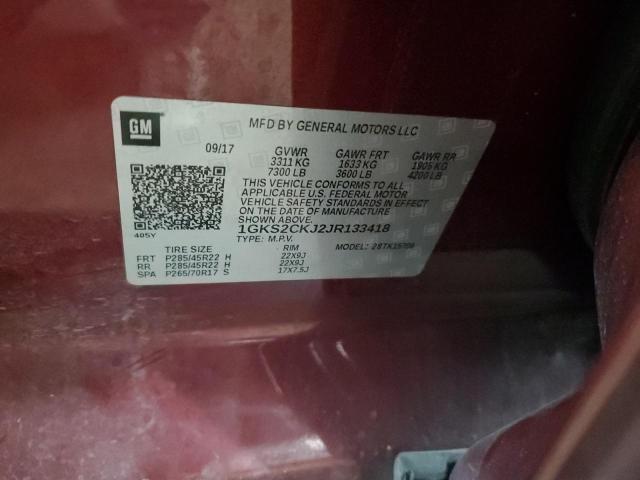 GM
MFD BY GENERAL MOTORS LLC
09/17 GVWR GAWR FRT GAWR RR
3311 KG 1633 KG 1905 KG
7300 LB 3600 LB 4200 LB
THIS VEHICLE CONFORMS TO ALL
APPLICABLE U.S. FEDERAL MOTOR
VEHICLE SAFETY STANDARDS IN EFFECT
ON THE DATE OF MANUFACTURE
SHOWN ABOVE.
1GKS2CKJ2JR133418
405Y
TYPE: M.P.V. MODEL:
TIRE SIZE RIM
FRT P285/45R22 H 22X9J
RR P285/45R22 H 22X9J
SPA P265/70R17 S 17X7.5J